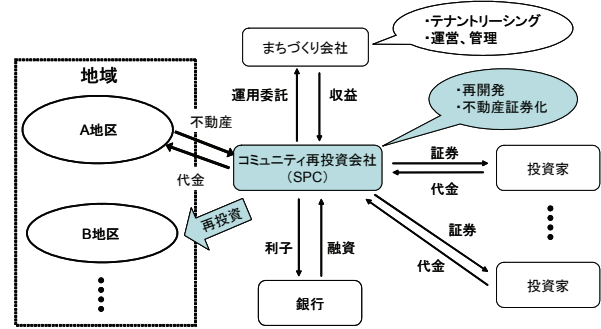 まちづくり会社
・テナントリーシング
・運営、管理
地域
運用委託
収益
・再開発
・不動産証券化
A地区
不動産
代金
コミュニティ再投資会社
（SPC）
証券
代金
投資家
B地区
再投資
利子
融資
証券
代金
銀行
投資家